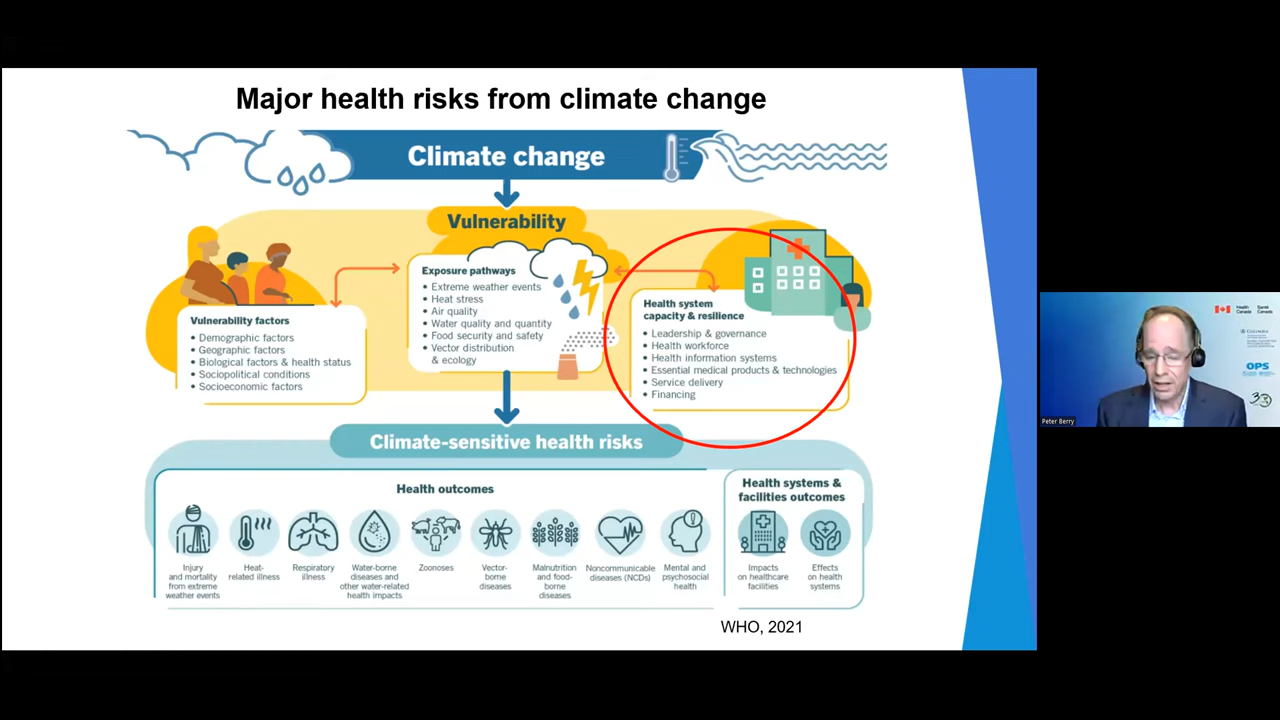 Major health risks from climate change
Climate change
Vulnerability
Vulnerability factors
• Demographic factors
• Geographic factors
• Biological factors & health status
• Sociopolitical conditions
• Socioeconomic factors
Exposure pathways
• Extreme weather events
• Heat stress
• Air quality
• Water quality and quantity
• Food security and safety
• Vector distribution
& ecology
Health system
capacity & resilience
• Leadership & governance
• Health workforce
• Health information systems
• Essential medical products & technologies
• Service delivery
• Financing
Climate-sensitive health risks
Health outcomes
Injury
and mortality
from extreme
weather events
Heat-
related illness
Respiratory
illness
Water-borne
diseases and
other water-related
health impacts
Zoonoses
Vector-
borne
diseases
Malnutrition
and food-
borne
diseases
Noncommunicable
diseases (NCDs)
Mental and
psychosocial
health
Health systems &
facilities outcomes
Impacts
on healthcare
facilities
Effects
on health
systems
WHO, 2021
Health
Canada
Santé
Canada
COLUMBIA
OPS
Peter Berry